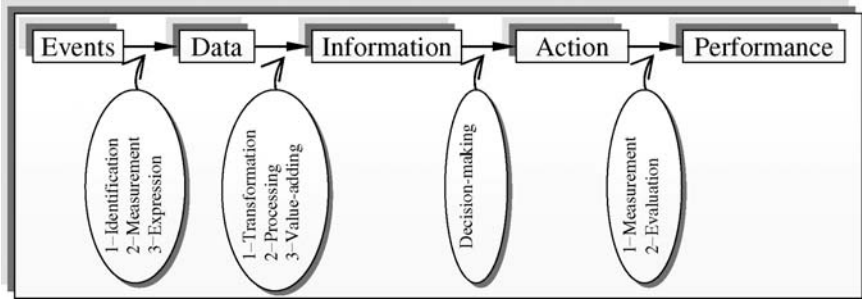 Events
Data
Information
Action
Performance
1–Identification
2–Measurement
3–Expression
1–Transformation
2–Processing
3–Value-adding
Decision-making
1–Measurement
2–Evaluation